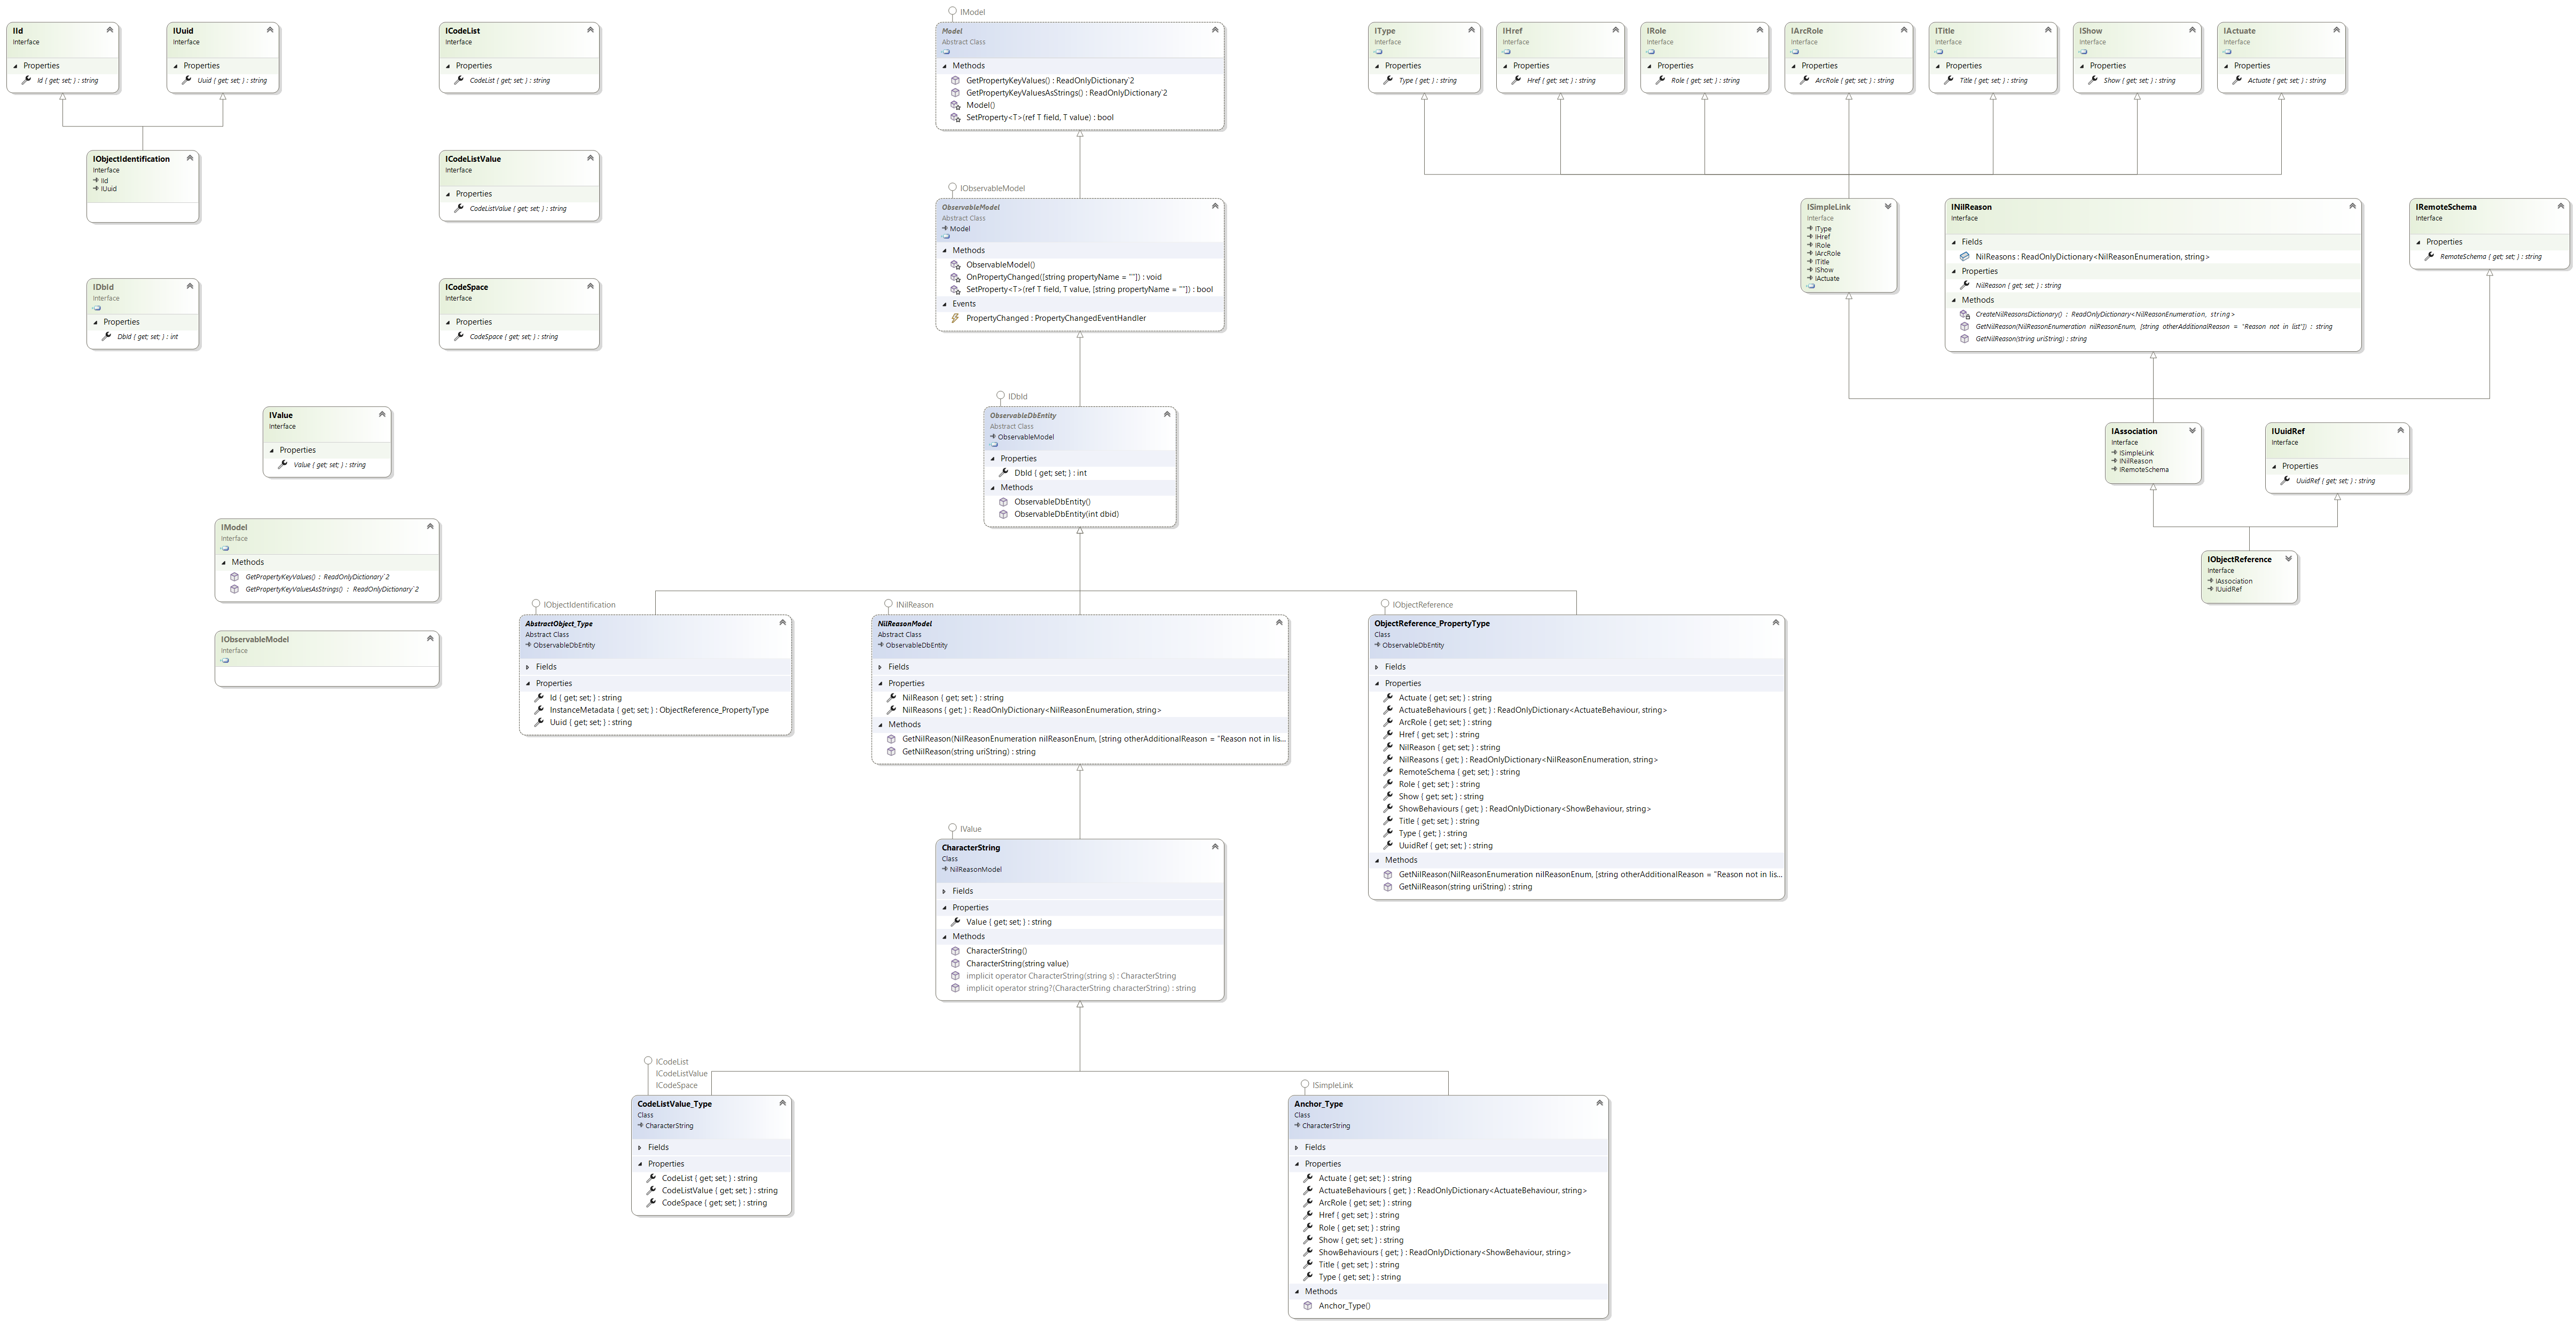 IId
Interface
Properties
Id { get; set; } : string
IUuid
Interface
Properties
Uuid { get; set; } : string
IObjectIdentification
Interface
IId
IUuid
IDbId
Interface
Properties
DbId { get; set; } : int
ICodeList
Interface
Properties
CodeList { get; set; } : string
ICodeListValue
Interface
Properties
CodeListValue { get; set; } : string
ICodeSpace
Interface
Properties
CodeSpace { get; set; } : string
IValue
Interface
Properties
Value { get; set; } : string
IModel
Interface
Methods
GetPropertyKeyValues() : ReadOnlyDictionary`2
GetPropertyKeyValuesAsStrings() : ReadOnlyDictionary`2
IObservableModel
Interface
IModel
Model
Abstract Class
Methods
GetPropertyKeyValues() : ReadOnlyDictionary`2
GetPropertyKeyValuesAsStrings() : ReadOnlyDictionary`2
Model()
SetProperty<T>(ref T field, T value) : bool
IObservableModel
ObservableModel
Abstract Class
Model
Methods
ObservableModel()
OnPropertyChanged([string propertyName = ""]) : void
SetProperty<T>(ref T field, T value, [string propertyName = ""]) : bool
Events
PropertyChanged : PropertyChangedEventHandler
IDbId
ObservableDbEntity
Abstract Class
ObservableModel
Properties
DbId { get; set; } : int
Methods
ObservableDbEntity()
ObservableDbEntity(int dbid)
IObjectIdentification
AbstractObject_Type
Abstract Class
ObservableDbEntity
Fields
Properties
Id { get; set; } : string
InstanceMetadata { get; set; } : ObjectReference_PropertyType
Uuid { get; set; } : string
INilReason
NilReasonModel
Abstract Class
ObservableDbEntity
Fields
Properties
NilReason { get; set; } : string
NilReasons { get; } : ReadOnlyDictionary<NilReasonEnumeration, string>
Methods
GetNilReason(NilReasonEnumeration nilReasonEnum, [string otherAdditionalReason = "Reason not in lis...
GetNilReason(string uriString) : string
IObjectReference
ObjectReference_PropertyType
Class
ObservableDbEntity
Fields
Properties
Actuate { get; set; } : string
ActuateBehaviours { get; } : ReadOnlyDictionary<ActuateBehaviour, string>
ArcRole { get; set; } : string
Href { get; set; } : string
NilReason { get; set; } : string
NilReasons { get; } : ReadOnlyDictionary<NilReasonEnumeration, string>
RemoteSchema { get; set; } : string
Role { get; set; } : string
Show { get; set; } : string
ShowBehaviours { get; } : ReadOnlyDictionary<ShowBehaviour, string>
Title { get; set; } : string
Type { get; } : string
UuidRef { get; set; } : string
Methods
GetNilReason(NilReasonEnumeration nilReasonEnum, [string otherAdditionalReason = "Reason not in lis...
GetNilReason(string uriString) : string
IValue
CharacterString
Class
NilReasonModel
Fields
Properties
Value { get; set; } : string
Methods
CharacterString()
CharacterString(string value)
implicit operator CharacterString(string s) : CharacterString
implicit operator string?(CharacterString characterString) : string
ICodeList
ICodeListValue
ICodeSpace
CodeListValue_Type
Class
CharacterString
Fields
Properties
CodeList { get; set; } : string
CodeListValue { get; set; } : string
CodeSpace { get; set; } : string
ISimpleLink
Anchor_Type
Class
CharacterString
Fields
Properties
Actuate { get; set; } : string
ActuateBehaviours { get; } : ReadOnlyDictionary<ActuateBehaviour, string>
ArcRole { get; set; } : string
Href { get; set; } : string
Role { get; set; } : string
Show { get; set; } : string
ShowBehaviours { get; } : ReadOnlyDictionary<ShowBehaviour, string>
Title { get; set; } : string
Type { get; set; } : string
Methods
Anchor_Type()
IType
Interface
Properties
Type { get; } : string
IHref
Interface
Properties
Href { get; set; } : string
IRole
Interface
Properties
Role { get; set; } : string
IArcRole
Interface
Properties
ArcRole { get; set; } : string
ITitle
Interface
Properties
Title { get; set; } : string
IShow
Interface
Properties
Show { get; set; } : string
IActuate
Interface
Properties
Actuate { get; set; } : string
ISimpleLink
Interface
IType
IHref
IRole
IArcRole
ITitle
IShow
IActuate
INilReason
Interface
Fields
NilReasons : ReadOnlyDictionary<NilReasonEnumeration, string>
Properties
NilReason { get; set; } : string
Methods
CreateNilReasonsDictionary() : ReadOnlyDictionary<NilReasonEnumeration, string>
GetNilReason(NilReasonEnumeration nilReasonEnum, [string otherAdditionalReason = "Reason not in list"]) : string
GetNilReason(string uriString) : string
IRemoteSchema
Interface
Properties
RemoteSchema { get; set; } : string
IAssociation
Interface
ISimpleLink
INilReason
IRemoteSchema
IUuidRef
Interface
Properties
UuidRef { get; set; } : string
IObjectReference
Interface
IAssociation
IUuidRef